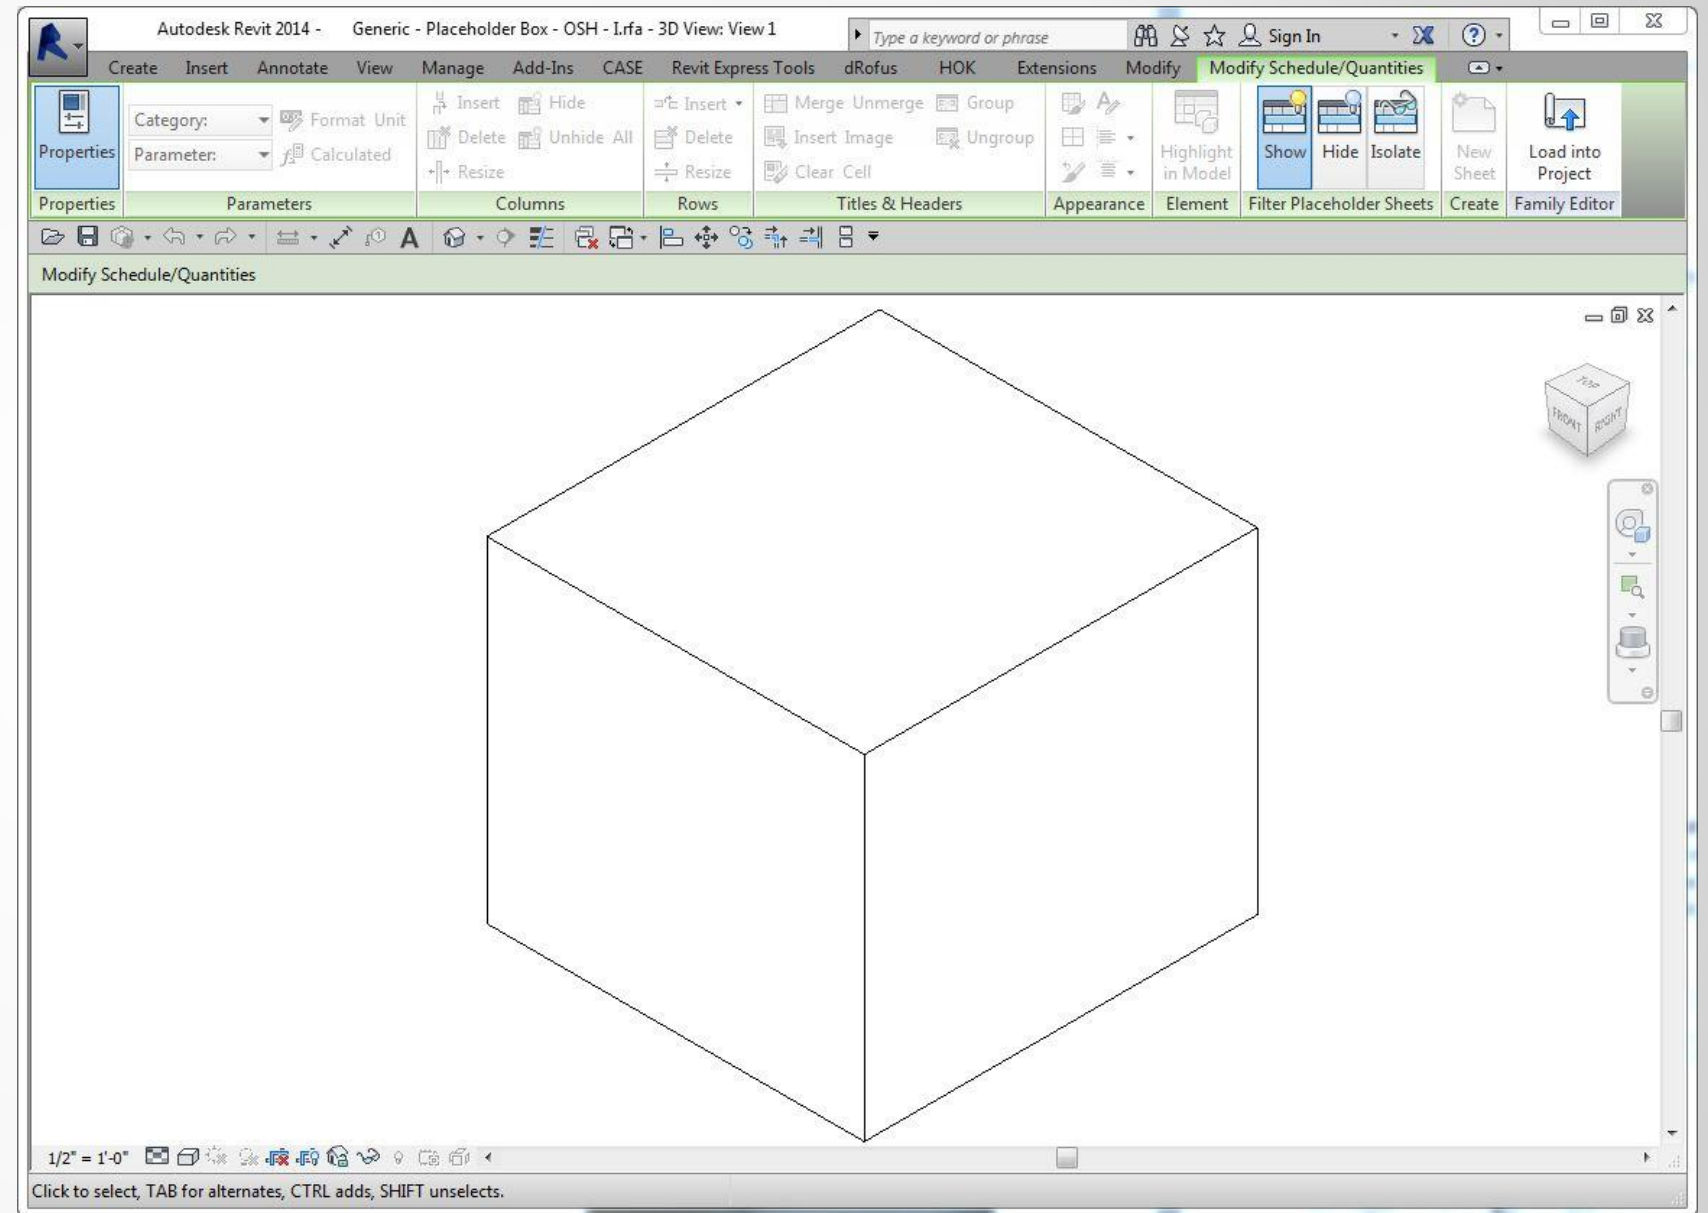 Autodesk Revit 2014 - Generic - Placeholder Box - OSH - I.rfa - 3D View: View 1 Type a keyword or phrase Sign In
Create Insert Annotate View Manage Add-Ins CASE Revit Express Tools dRofus HOK Extensions Modify Modify Schedule/Quantities
Properties
Category:
Parameter:
Format Unit
Calculated
Insert Hide
Delete Unhide All
Resize
Insert
Delete
Resize
Merge Unmerge Group
Insert Image Ungroup
Clear Cell
Highlight
in Model
Show Hide Isolate
New
Sheet
Load into
Project
Properties Parameters Columns Rows Titles & Headers Appearance Element Filter Placeholder Sheets Create Family Editor
Modify Schedule/Quantities
TOP
FRONT RIGHT
1/2" = 1'-0"
Click to select, TAB for alternates, CTRL adds, SHIFT unselects.